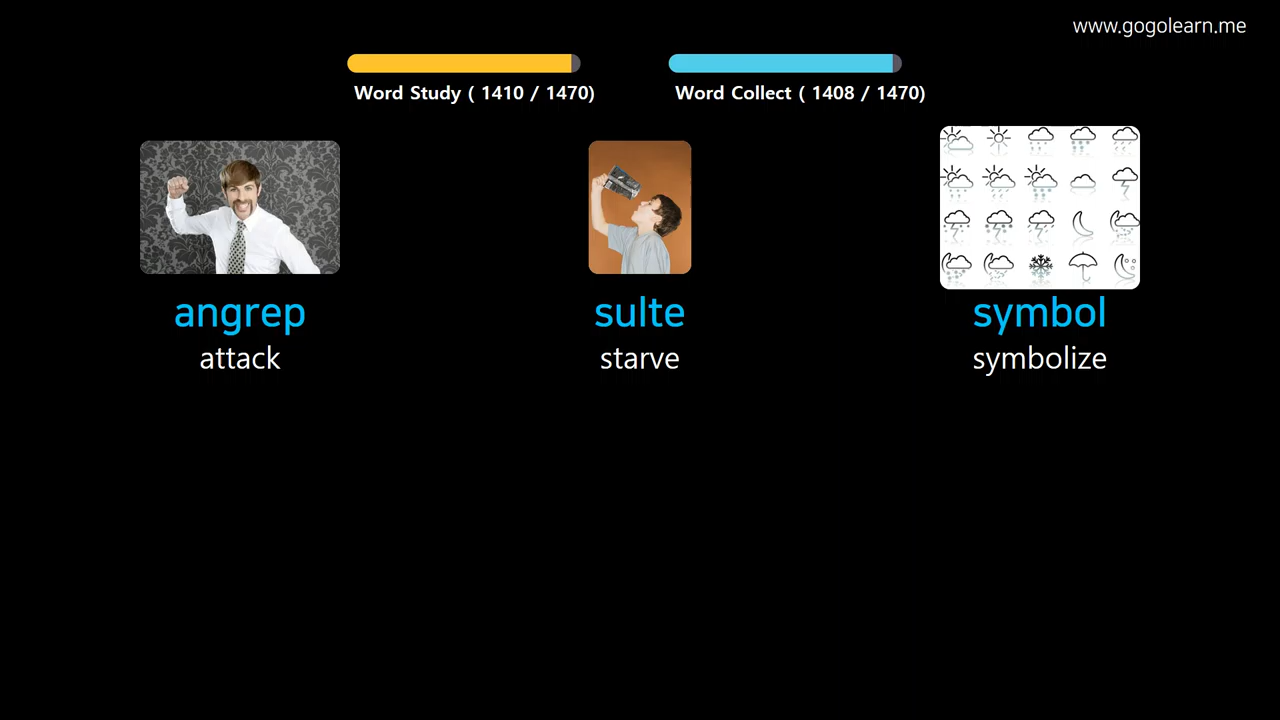 www.gogolearn.me
Word Study ( 1410 / 1470)
Word Collect ( 1408 / 1470)
angrep
sulte
symbol
attack
starve
symbolize